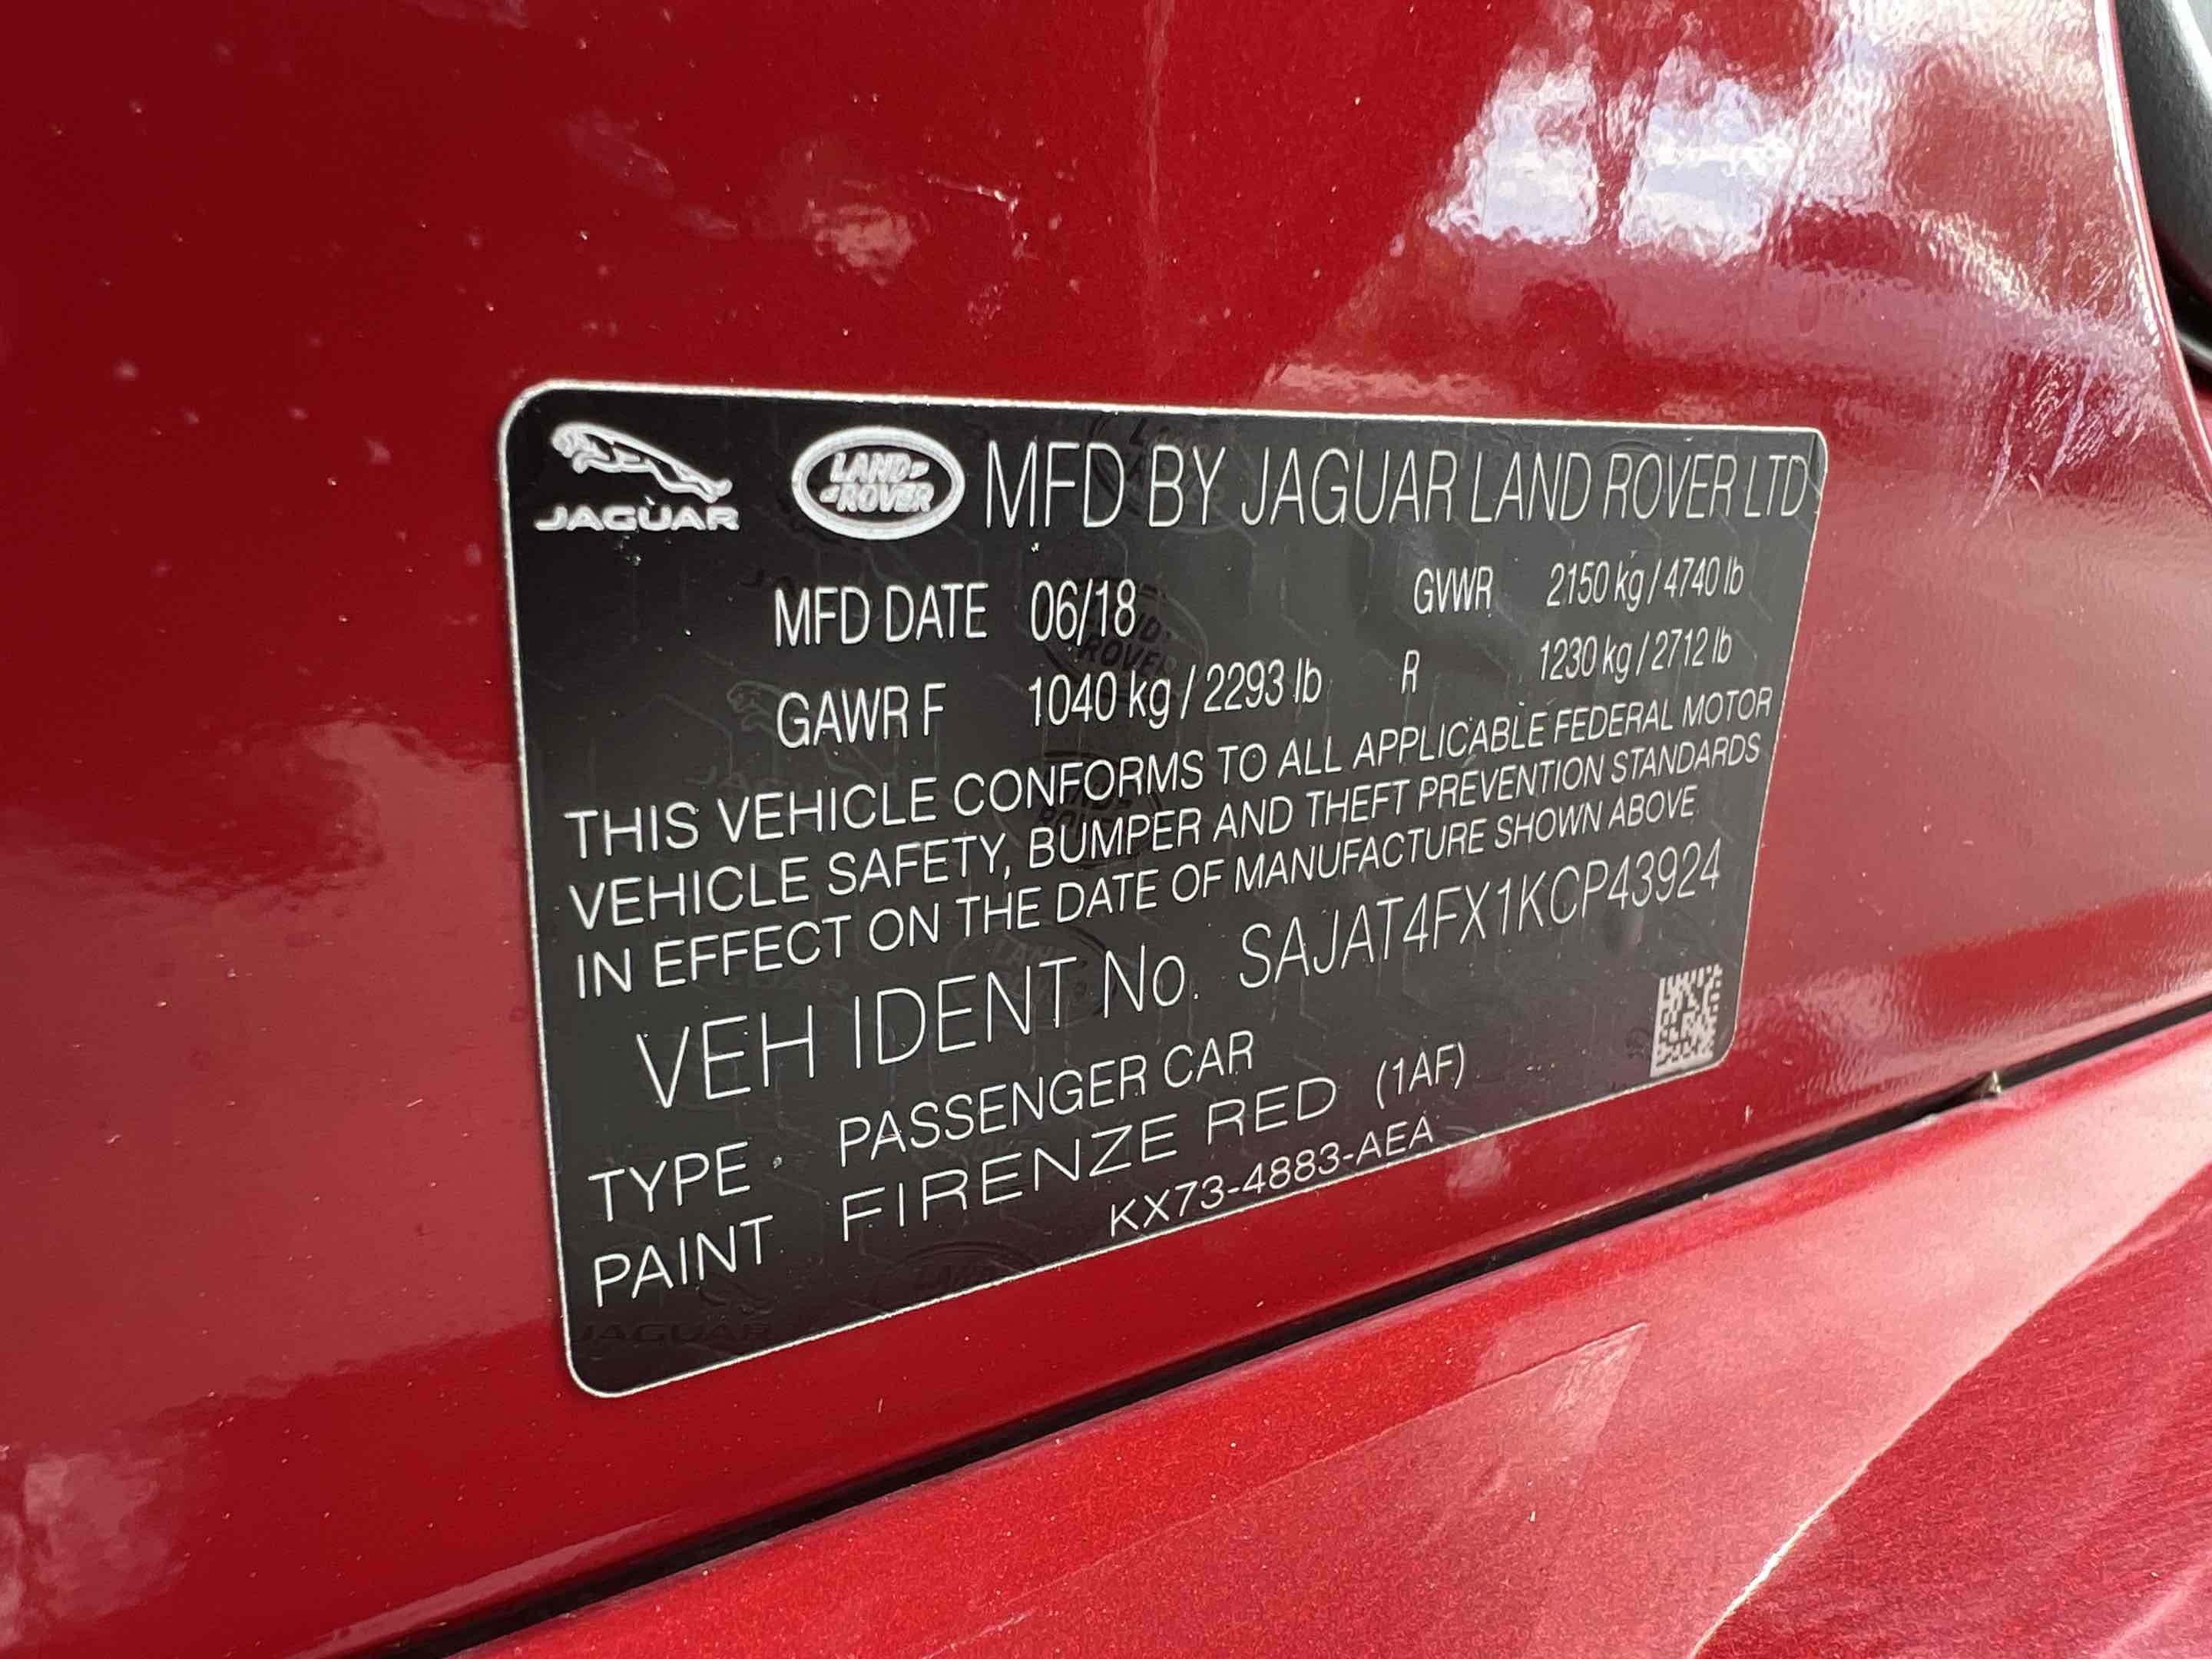 JAGUAR LAND ROVER MFD BY JAGUAR LAND ROVER LTD
MFD DATE 06/18 GVWR 2150 kg / 4740 lb
GAWR F 1040 kg / 2293 lb R 1230 kg / 2712 lb
THIS VEHICLE CONFORMS TO ALL APPLICABLE FEDERAL MOTOR
VEHICLE SAFETY, BUMPER AND THEFT PREVENTION STANDARDS
IN EFFECT ON THE DATE OF MANUFACTURE SHOWN ABOVE
VEH IDENT No. SAJAT4FX1KCP43924
TYPE PASSENGER CAR
PAINT FIRENZE RED (1AF)
KX73-4883-AEA
JAGUAR